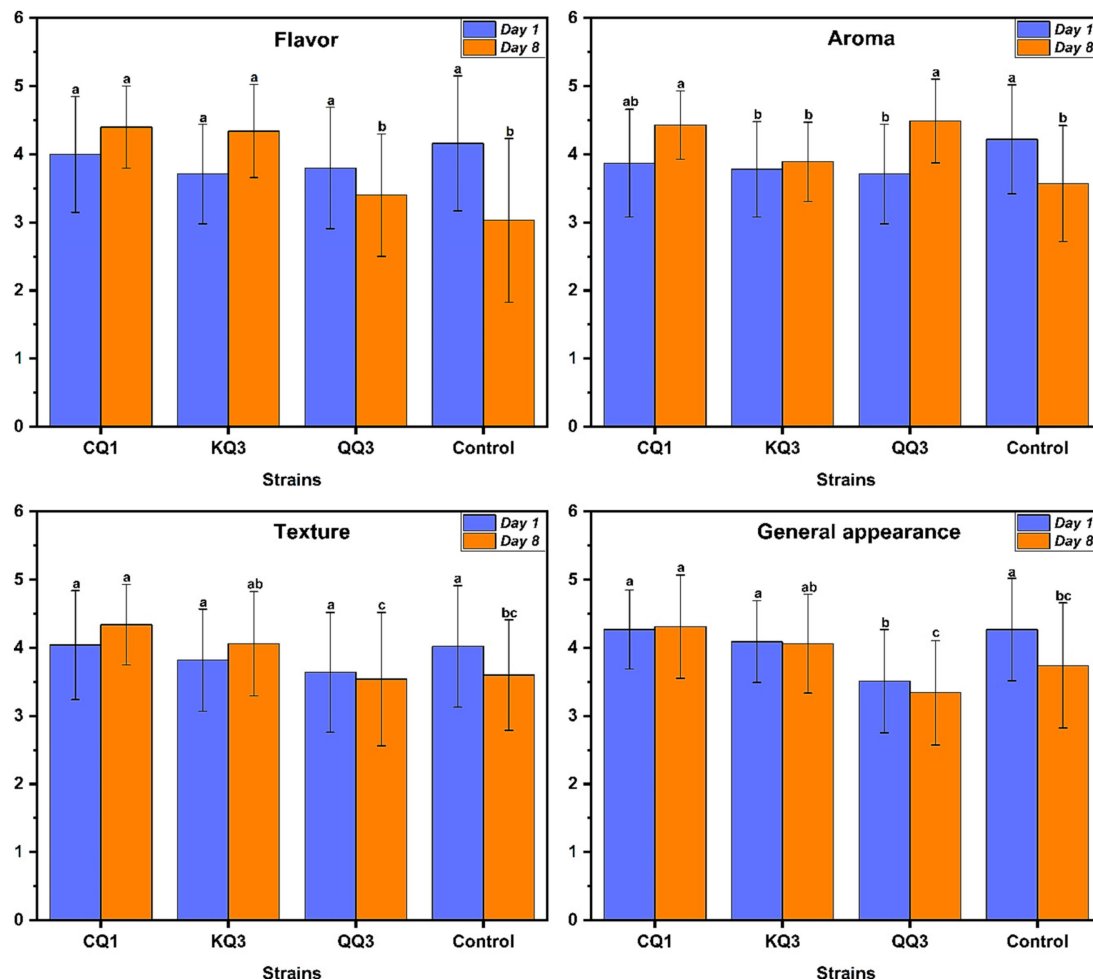 Flavor
Day 1
Day 8
6
5
4
3
2
1
0
a a a a a b a b
CQ1 KQ3 QQ3 Control
Strains
Aroma
Day 1
Day 8
6
5
4
3
2
1
0
ab a b b b a a b
CQ1 KQ3 QQ3 Control
Strains
Texture
Day 1
Day 8
6
5
4
3
2
1
0
a a a ab a c a bc
CQ1 KQ3 QQ3 Control
Strains
General appearance
Day 1
Day 8
6
5
4
3
2
1
0
a a a ab b c a bc
CQ1 KQ3 QQ3 Control
Strains